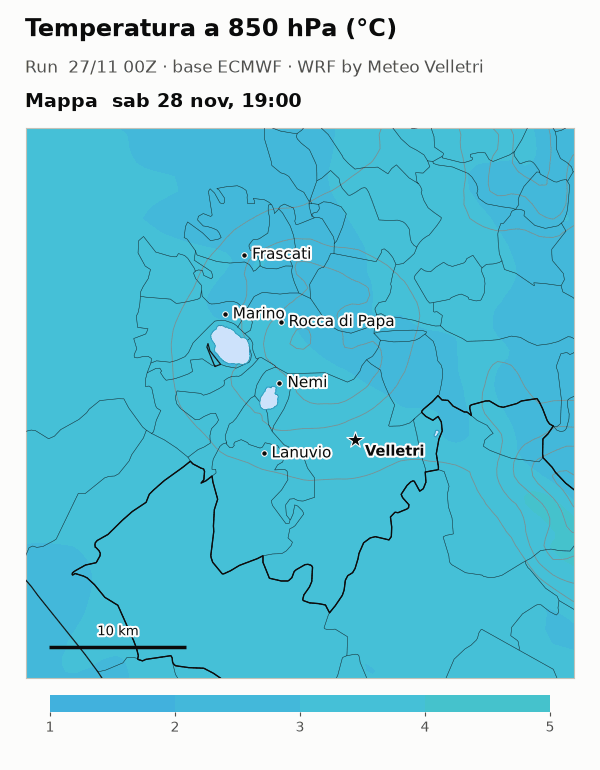 Temperatura a 850 hPa (°C)
Run  27/11 00Z · base ECMWF · WRF by Meteo Velletri
Mappa  sab 28 nov, 19:00
Frascati
Marino
Rocca di Papa
Nemi
Velletri
Lanuvio
10 km
1 2 3 4 5